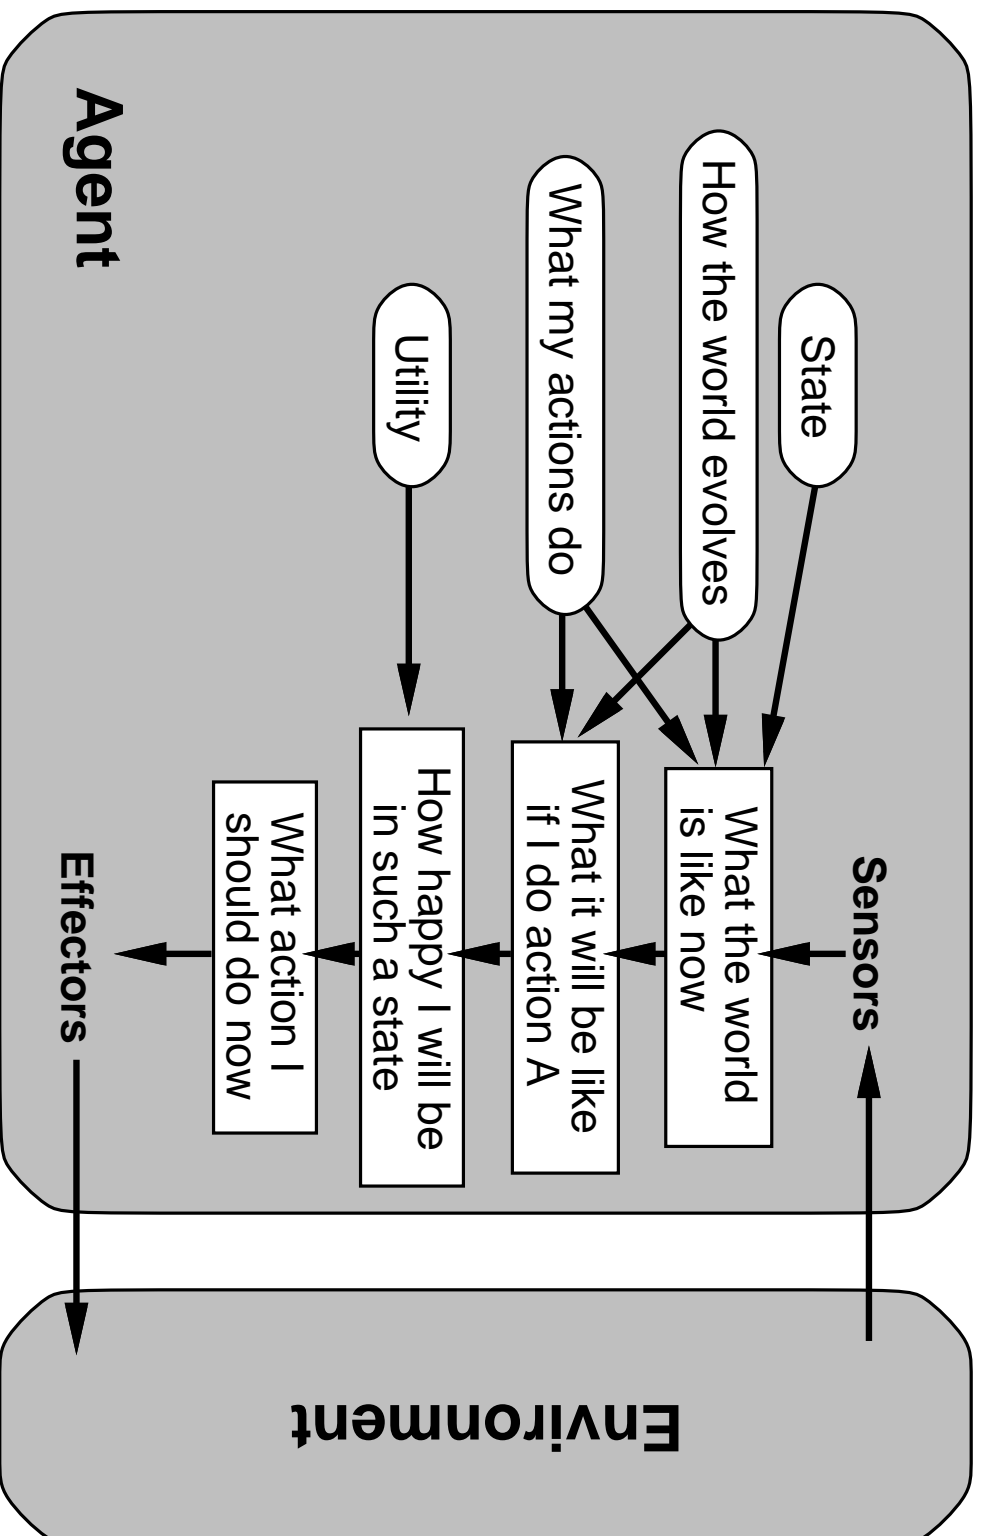 Sensors
State
How the world evolves
What the world
is like now
What my actions do
What it will be like
if I do action A
Utility
How happy I will be
in such a state
What action I
should do now
Agent
Effectors
Environment